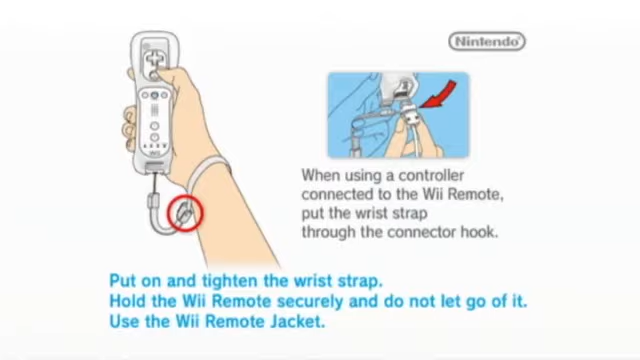 Nintendo
When using a controller
connected to the Wii Remote,
put the wrist strap
through the connector hook.
Put on and tighten the wrist strap.
Hold the Wii Remote securely and do not let go of it.
Use the Wii Remote Jacket.